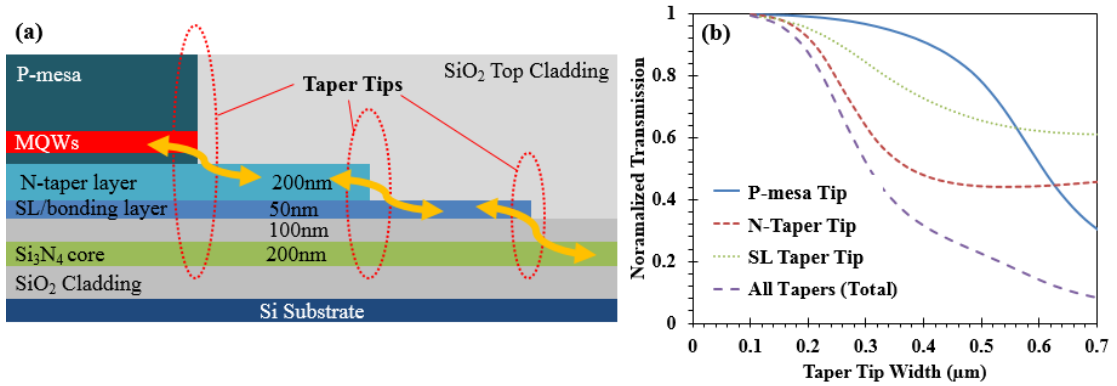 (a)
P-mesa
SiO2 Top Cladding
Taper Tips
MQWs
N-taper layer
200nm
SL/bonding layer
50nm
100nm
Si3N4 core
200nm
SiO2 Cladding
Si Substrate
(b)
Noramalized Transmission
1
0.8
0.6
0.4
0.2
0
P-mesa Tip
N-Taper Tip
SL Taper Tip
All Tapers (Total)
0 0.1 0.2 0.3 0.4 0.5 0.6 0.7
Taper Tip Width (µm)